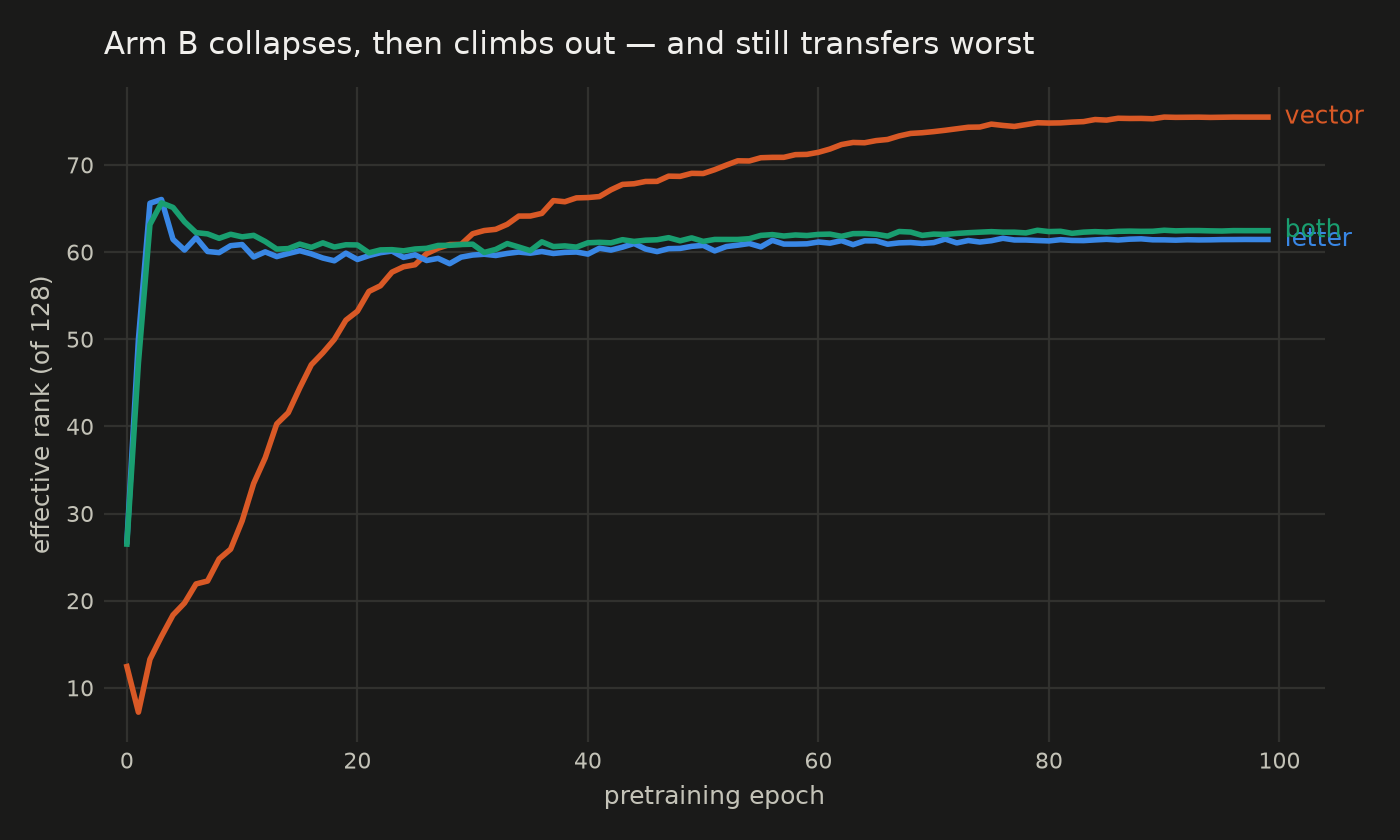 Arm B collapses, then climbs out — and still transfers worst
vector
both
letter
effective rank (of 128)
70
60
50
40
30
20
10
0
20
40
60
80
100
pretraining epoch